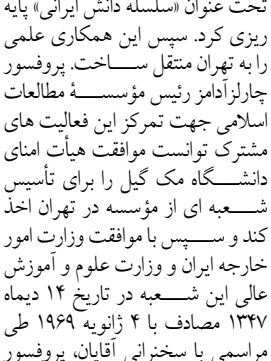 تحت عنوان «سلسله دانش ایرانی» پایه
ریزی کرد. سپس این همکاری علمی
را به تهران منتقل ساخت. پروفسور
چارلزآدامز رئیس مؤسسهٔ مطالعات
اسلامی جهت تمرکز این فعالیت های
مشترک توانست موافقت هیأت امنای
دانشگاه مک گیل را برای تأسیس
شعبه ای از مؤسسه در تهران اخذ
کند و سپس با موافقت وزارت امور
خارجه ایران و وزارت علوم و آموزش
عالی این شعبه در تاریخ ۱۴ دیماه
۱۳۴۷ مصادف با ۴ ژانویه ۱۹۶۹ طی
مراسمی با سخنرانی آقایان، پروفسور